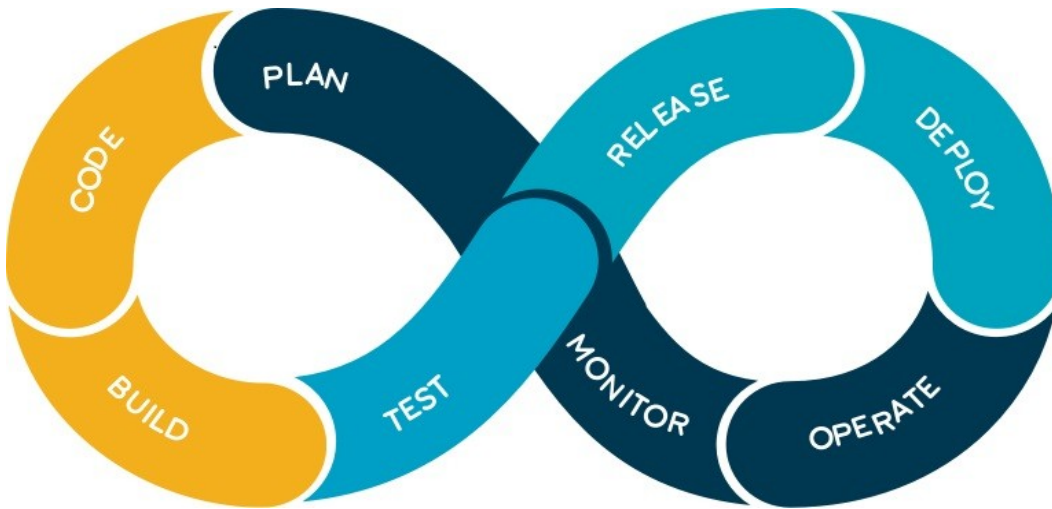 PLAN
CODE
BUILD
TEST
RELEASE
DEPLOY
OPERATE
MONITOR